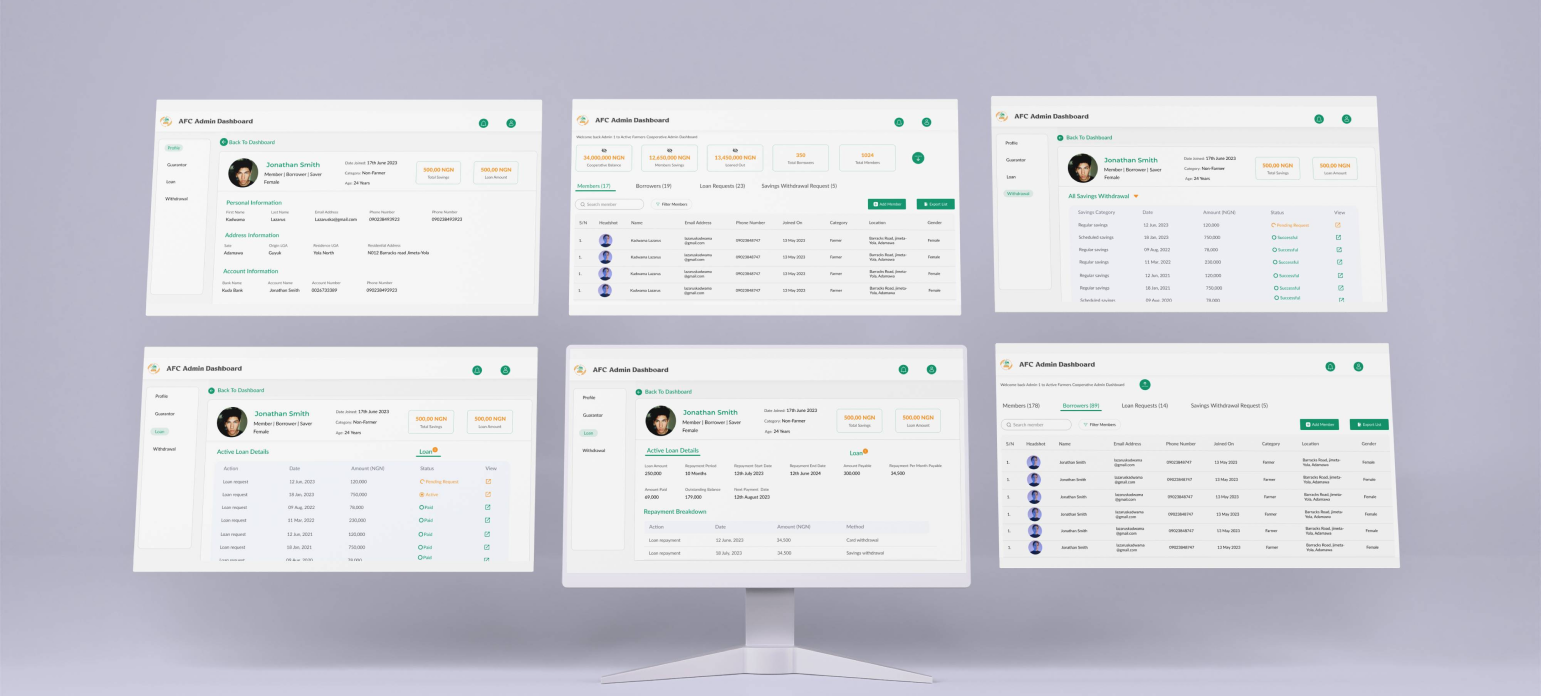 AFC Admin Dashboard
Back To Dashboard
Profile
Guarantor
Loan
Withdrawal
Jonathan Smith
Member | Borrower | Saver
Female
Date Joined: 17th June 2023
Category: Non-Farmer
Age: 24 Years
500,00 NGN
Total Savings
500,00 NGN
Loan Amount
Personal Information
First Name Last Name Email Address Phone Number Phone Number
Kadwama Lazarus Lazaruska@gmail.com 090238493923 090238493923
Address Information
State Origin LGA Residence LGA Residential Address
Adamawa Guyuk Yola North N012 Barracks road Jimeta-Yola
Account Information
Bank Name Account Name Account Number Phone Number
Kuda Bank Jonathan Smith 0026733389 090238493923
AFC Admin Dashboard
Welcome back Admin 1 to Active Farmers Cooperative Admin Dashboard
34,000,000 NGN
Cooperative Balance
12,650,000 NGN
Members Saving
13,450,000 NGN
Loaned Out
250
Total Borrowers
1024
Total Members
Members (17) Borrowers (19) Loan Requests (23) Savings Withdrawal Request (5)
Search member Filter Members Add Member Export List
S/N Headshot Name Email Address Phone Number Joined On Category Location Gender
1. Kadwama Lazarus lazaruskadwama @gmail.com 09023848747 13 May 2023 Farmer Barracks Road, Jimeta-Yola, Adamawa Female
1. Kadwama Lazarus lazaruskadwama @gmail.com 09023848747 13 May 2023 Farmer Barracks Road, Jimeta-Yola, Adamawa Female
1. Kadwama Lazarus lazaruskadwama @gmail.com 09023848747 13 May 2023 Farmer Barracks Road, Jimeta-Yola, Adamawa Female
1. Kadwama Lazarus lazaruskadwama @gmail.com 09023848747 13 May 2023 Farmer Barracks Road, Jimeta-Yola, Adamawa Female
AFC Admin Dashboard
Back To Dashboard
Profile
Guarantor
Loan
Withdrawal
Jonathan Smith
Member | Borrower | Saver
Female
Date Joined: 17th June 2023
Category: Non-Farmer
Age: 24 Years
500,00 NGN
Total Savings
500,00 NGN
Loan Amount
All Savings Withdrawal
Savings Category Date Amount (NGN) Status View
Regular savings 12 Jun, 2023 120,000 Pending Request
Scheduled savings 18 Jan, 2023 750,000 Successful
Regular savings 09 Aug, 2022 78,000 Successful
Regular savings 11 Mar, 2022 230,000 Successful
Regular savings 12 Jun, 2021 120,000 Successful
Regular savings 18 Jan, 2021 750,000 Successful
Scheduled savings 09 Aug, 2020 78,000 Successful
AFC Admin Dashboard
Back To Dashboard
Profile
Guarantor
Loan
Withdrawal
Jonathan Smith
Member | Borrower | Saver
Female
Date Joined: 17th June 2023
Category: Non-Farmer
Age: 24 Years
500,00 NGN
Total Savings
500,00 NGN
Loan Amount
Active Loan Details Loan
Action Date Amount (NGN) Status View
Loan request 12 Jun, 2023 120,000 Pending Request
Loan request 18 Jan, 2023 750,000 Active
Loan request 09 Aug, 2022 78,000 Paid
Loan request 11 Mar, 2022 230,000 Paid
Loan request 12 Jun, 2021 120,000 Paid
Loan request 18 Jan, 2021 750,000 Paid
Loan request 09 Aug, 2020 78,000 Paid
AFC Admin Dashboard
Back To Dashboard
Profile
Guarantor
Loan
Withdrawal
Jonathan Smith
Member | Borrower | Saver
Female
Date Joined: 17th June 2023
Category: Non-Farmer
Age: 24 Years
500,00 NGN
Total Savings
500,00 NGN
Loan Amount
Active Loan Details Loan
Loan Amount Repayment Period Repayment Start Date Repayment End Date Amount Payable Repayment Per Month Payable
250,000 10 Months 13th July 2023 12th June 2024 300,000 34,500
Amount Paid Outstanding Balance Next Payment Date
69,000 179,000 12th August 2023
Repayment Breakdown
Action Date Amount (NGN) Method
Loan repayment 12 June, 2023 34,500 Card withdrawal
Loan repayment 18 July, 2023 34,500 Savings withdrawal
AFC Admin Dashboard
Welcome back Admin 1 to Active Farmers Cooperative Admin Dashboard
Members (178) Borrowers (89) Loan Requests (14) Savings Withdrawal Request (5)
Search member Filter Members Add Member Export List
S/N Headshot Name Email Address Phone Number Joined On Category Location Gender
1. Jonathan Smith lazaruskadwama @gmail.com 09023848747 13 May 2023 Farmer Barracks Road, Jimeta-Yola, Adamawa Female
1. Jonathan Smith lazaruskadwama @gmail.com 09023848747 13 May 2023 Farmer Barracks Road, Jimeta-Yola, Adamawa Female
1. Jonathan Smith lazaruskadwama @gmail.com 09023848747 13 May 2023 Farmer Barracks Road, Jimeta-Yola, Adamawa Female
1. Jonathan Smith lazaruskadwama @gmail.com 09023848747 13 May 2023 Farmer Barracks Road, Jimeta-Yola, Adamawa Female
1. Jonathan Smith lazaruskadwama @gmail.com 09023848747 13 May 2023 Farmer Barracks Road, Jimeta-Yola, Adamawa Female
1. Jonathan Smith lazaruskadwama @gmail.com 09023848747 13 May 2023 Farmer Barracks Road, Jimeta-Yola, Adamawa Female